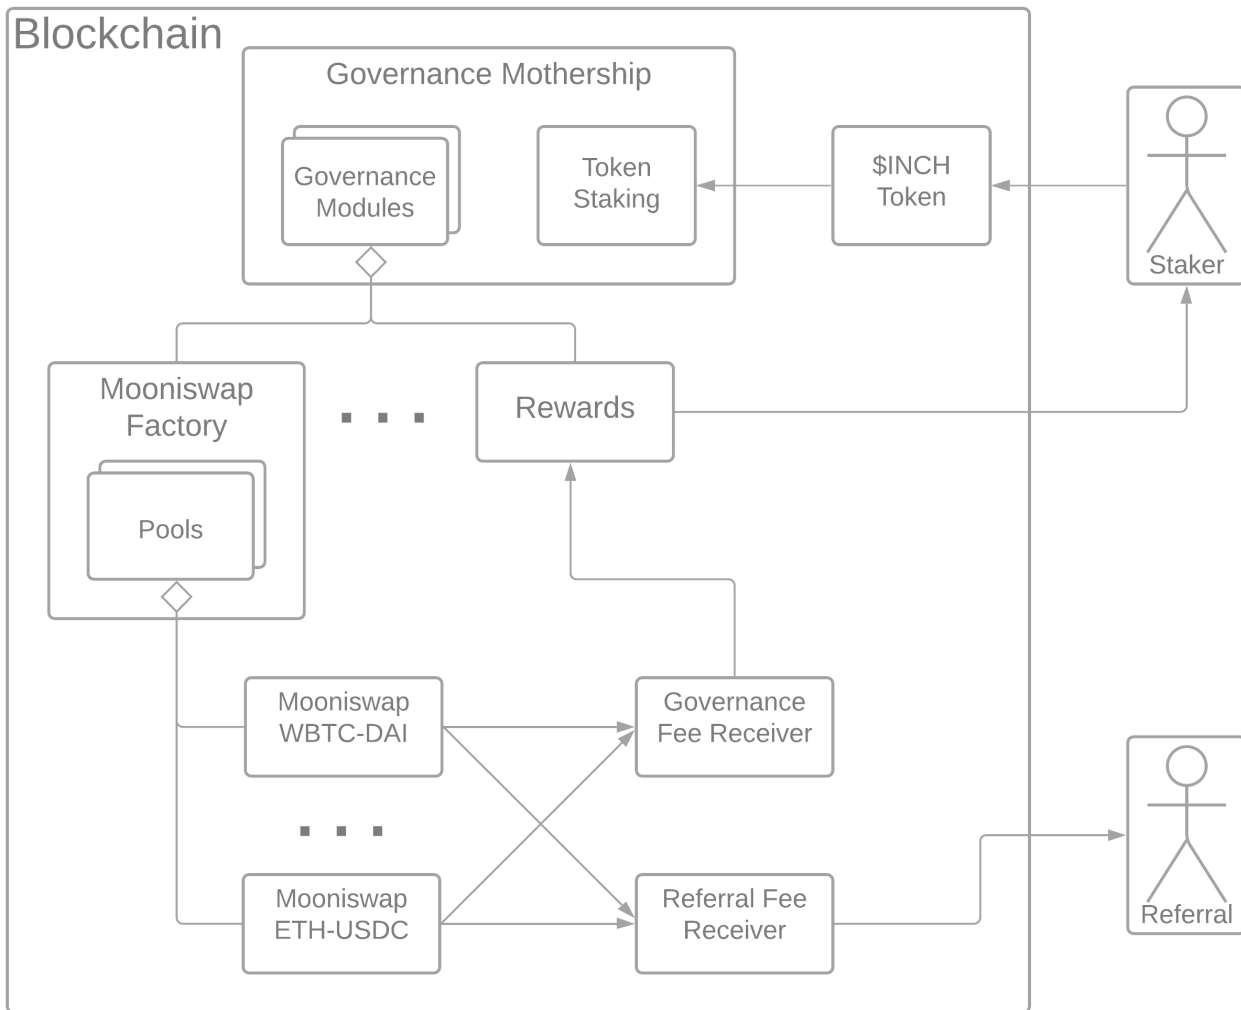 Blockchain
Governance Mothership
Governance
Modules
Token
Staking
$INCH
Token
Staker
Mooniswap
Factory
Pools
Rewards
Mooniswap
WBTC-DAI
Governance
Fee Receiver
Mooniswap
ETH-USDC
Referral Fee
Receiver
Referral